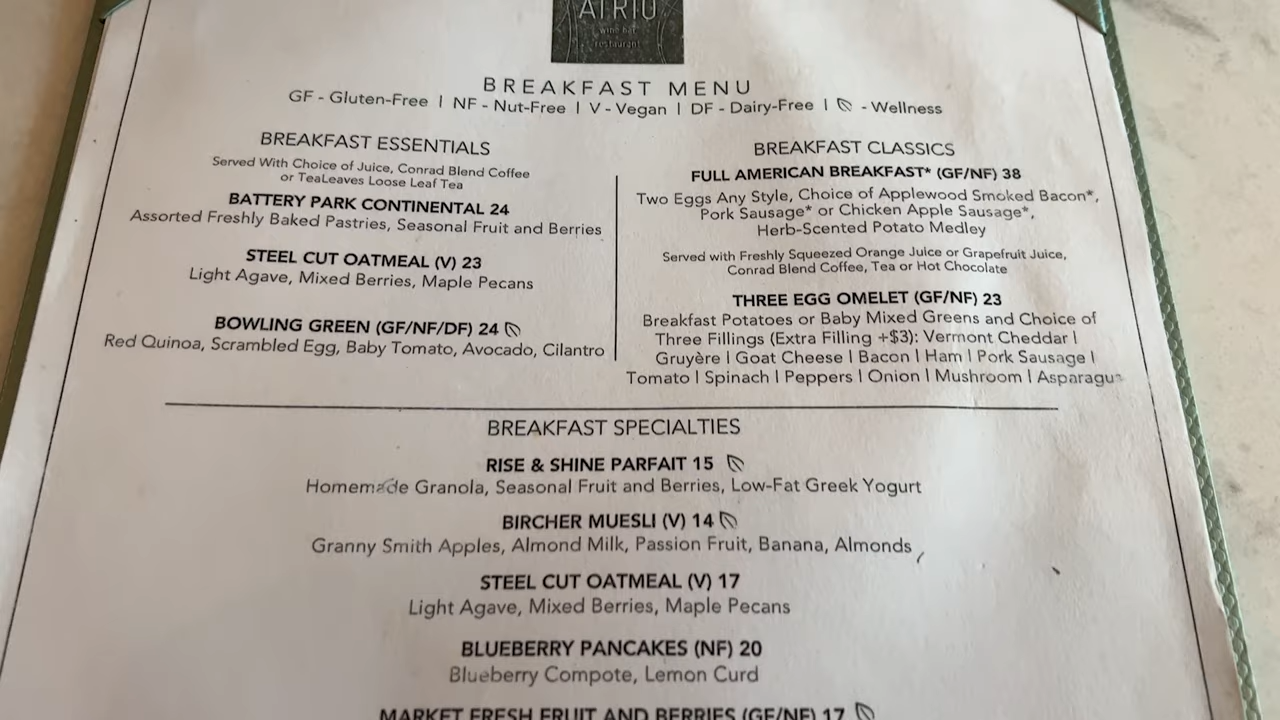 ATRIO
wine bar
restaurant
BREAKFAST MENU
GF - Gluten-Free | NF - Nut-Free | V - Vegan | DF - Dairy-Free | - Wellness
BREAKFAST ESSENTIALS
Served With Choice of Juice, Conrad Blend Coffee
or TeaLeaves Loose Leaf Tea
BATTERY PARK CONTINENTAL 24
Assorted Freshly Baked Pastries, Seasonal Fruit and Berries
STEEL CUT OATMEAL (V) 23
Light Agave, Mixed Berries, Maple Pecans
BOWLING GREEN (GF/NF/DF) 24
Red Quinoa, Scrambled Egg, Baby Tomato, Avocado, Cilantro
BREAKFAST CLASSICS
FULL AMERICAN BREAKFAST* (GF/NF) 38
Two Eggs Any Style, Choice of Applewood Smoked Bacon*,
Pork Sausage* or Chicken Apple Sausage*,
Herb-Scented Potato Medley
Served with Freshly Squeezed Orange Juice or Grapefruit Juice,
Conrad Blend Coffee, Tea or Hot Chocolate
THREE EGG OMELET (GF/NF) 23
Breakfast Potatoes or Baby Mixed Greens and Choice of
Three Fillings (Extra Filling +$3): Vermont Cheddar |
Gruyère | Goat Cheese | Bacon | Ham | Pork Sausage |
Tomato | Spinach | Peppers | Onion | Mushroom | Asparagus
BREAKFAST SPECIALTIES
RISE & SHINE PARFAIT 15
Homemade Granola, Seasonal Fruit and Berries, Low-Fat Greek Yogurt
BIRCHER MUESLI (V) 14
Granny Smith Apples, Almond Milk, Passion Fruit, Banana, Almonds
STEEL CUT OATMEAL (V) 17
Light Agave, Mixed Berries, Maple Pecans
BLUEBERRY PANCAKES (NF) 20
Blueberry Compote, Lemon Curd
MARKET FRESH FRUIT AND BERRIES (GF/NF) 17